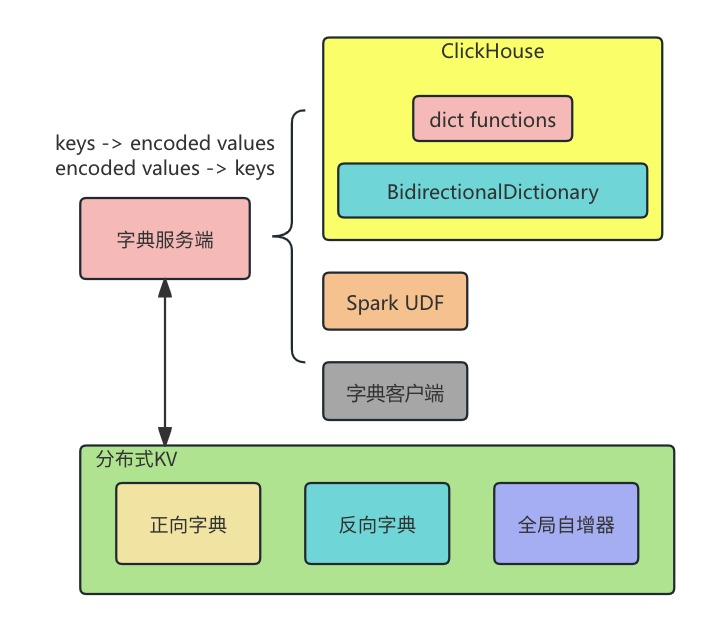 ClickHouse
dict functions
BidirectionalDictionary
keys -> encoded values
encoded values -> keys
字典服务端
Spark UDF
字典客户端
分布式KV
正向字典
反向字典
全局自增器